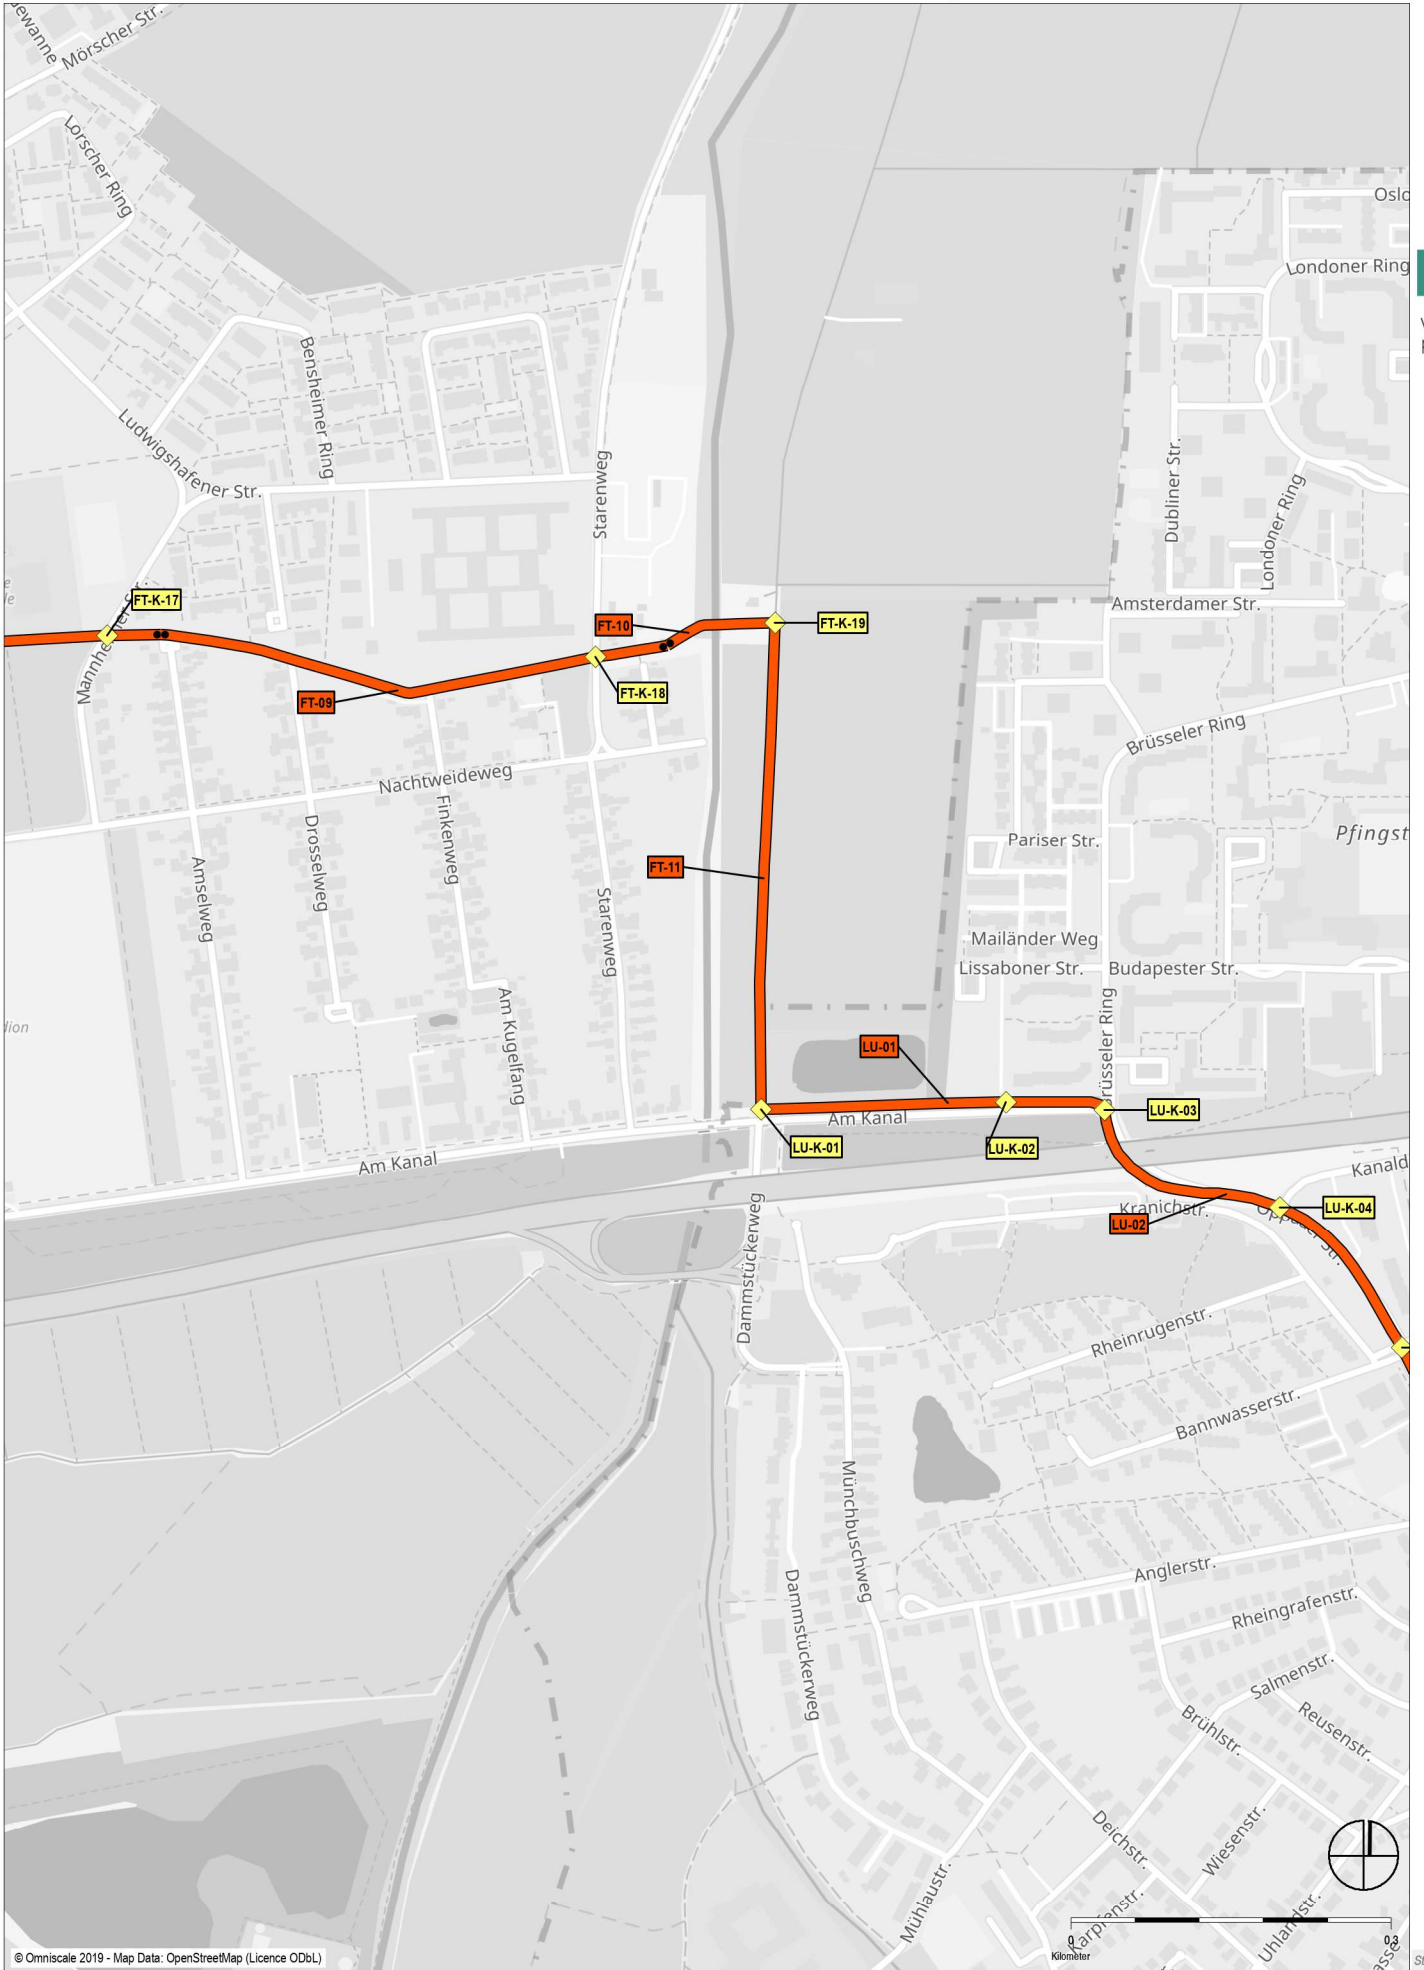 Mörscher Str.
Lorscher Ring
Oslo
Londoner Ring
Bensheimer Ring
Ludwigshafener Str.
Starenweg
Dubliner Str.
Londoner Ring
FT-K-17
Amsterdamer Str.
FT-10
FT-K-19
FT-K-18
FT-09
Brüsseler Ring
Nachtweideweg
Finkenweg
Drosselweg
Amselweg
Pariser Str.
Pfingst
FT-11
Starenweg
Mailänder Weg
Lissaboner Str.
Budapester Str.
Am Kugelfang
LU-01
rüsseler Ring
LU-K-03
Am Kanal
LU-K-01
LU-K-02
Am Kanal
Kanald
Kranichstr.
LU-K-04
LU-02
Dammstückerweg
Rheinrugenstr.
Bannwasserstr.
Münchbuschweg
Anglerstr.
Dammstückerweg
Rheingrafenstr.
Salmenstr.
Reusenstr.
Brühlstr.
Deichstr.
Wiesenstr.
Mühlaustr.
Karpfenstr.
Uhlandstr.
0 0,3
Kilometer
© Omniscale 2019 - Map Data: OpenStreetMap (Licence ODbL)